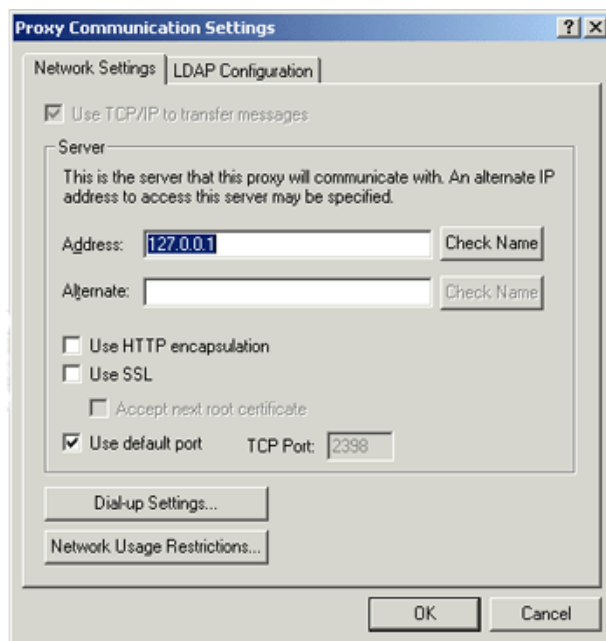 Proxy Communication Settings
Network Settings
LDAP Configuration
Use TCP/IP to transfer messages
Server
This is the server that this proxy will communicate with. An alternate IP
address to access this server may be specified.
Address: 127.0.0.1 Check Name
Alternate: Check Name
Use HTTP encapsulation
Use SSL
Accept next root certificate
Use default port TCP Port: 2398
Dial-up Settings...
Network Usage Restrictions...
OK Cancel